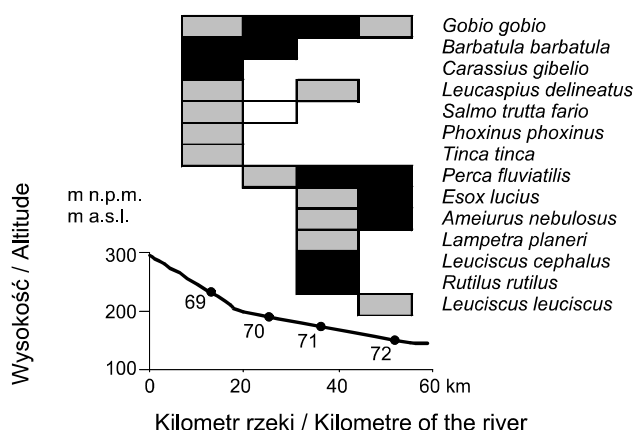 Gobio gobio
Barbatula barbatula
Carassius gibelio
Leucaspius delineatus
Salmo trutta fario
Phoxinus phoxinus
Tinca tinca
Perca fluviatilis
Esox lucius
Ameiurus nebulosus
Lampetra planeri
Leuciscus cephalus
Rutilus rutilus
Leuciscus leuciscus
m n.p.m.
m a.s.l.
Wysokość / Altitude
300
200
100
69
70
71
72
0 20 40 60 km
Kilometr rzeki / Kilometre of the river